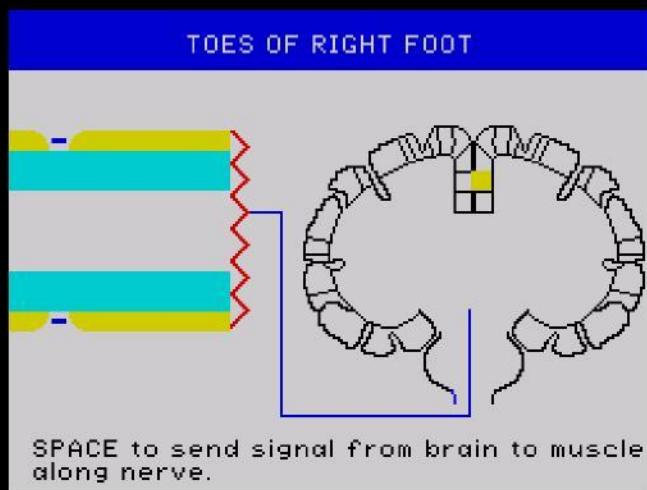 TOES OF RIGHT FOOT
SPACE to send signal from brain to muscle
along nerve.